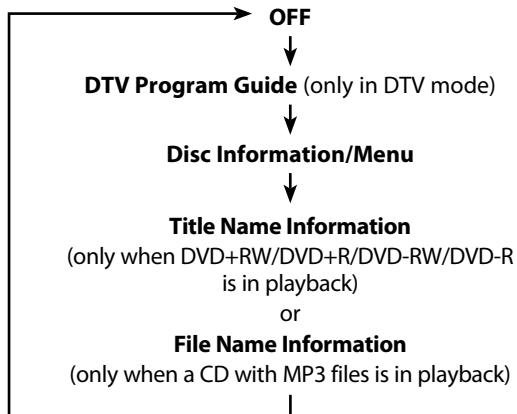 OFF
DTV Program Guide (only in DTV mode)
Disc Information/Menu
Title Name Information
(only when DVD+RW/DVD+R/DVD-RW/DVD-R
is in playback)
or
File Name Information
(only when a CD with MP3 files is in playback)